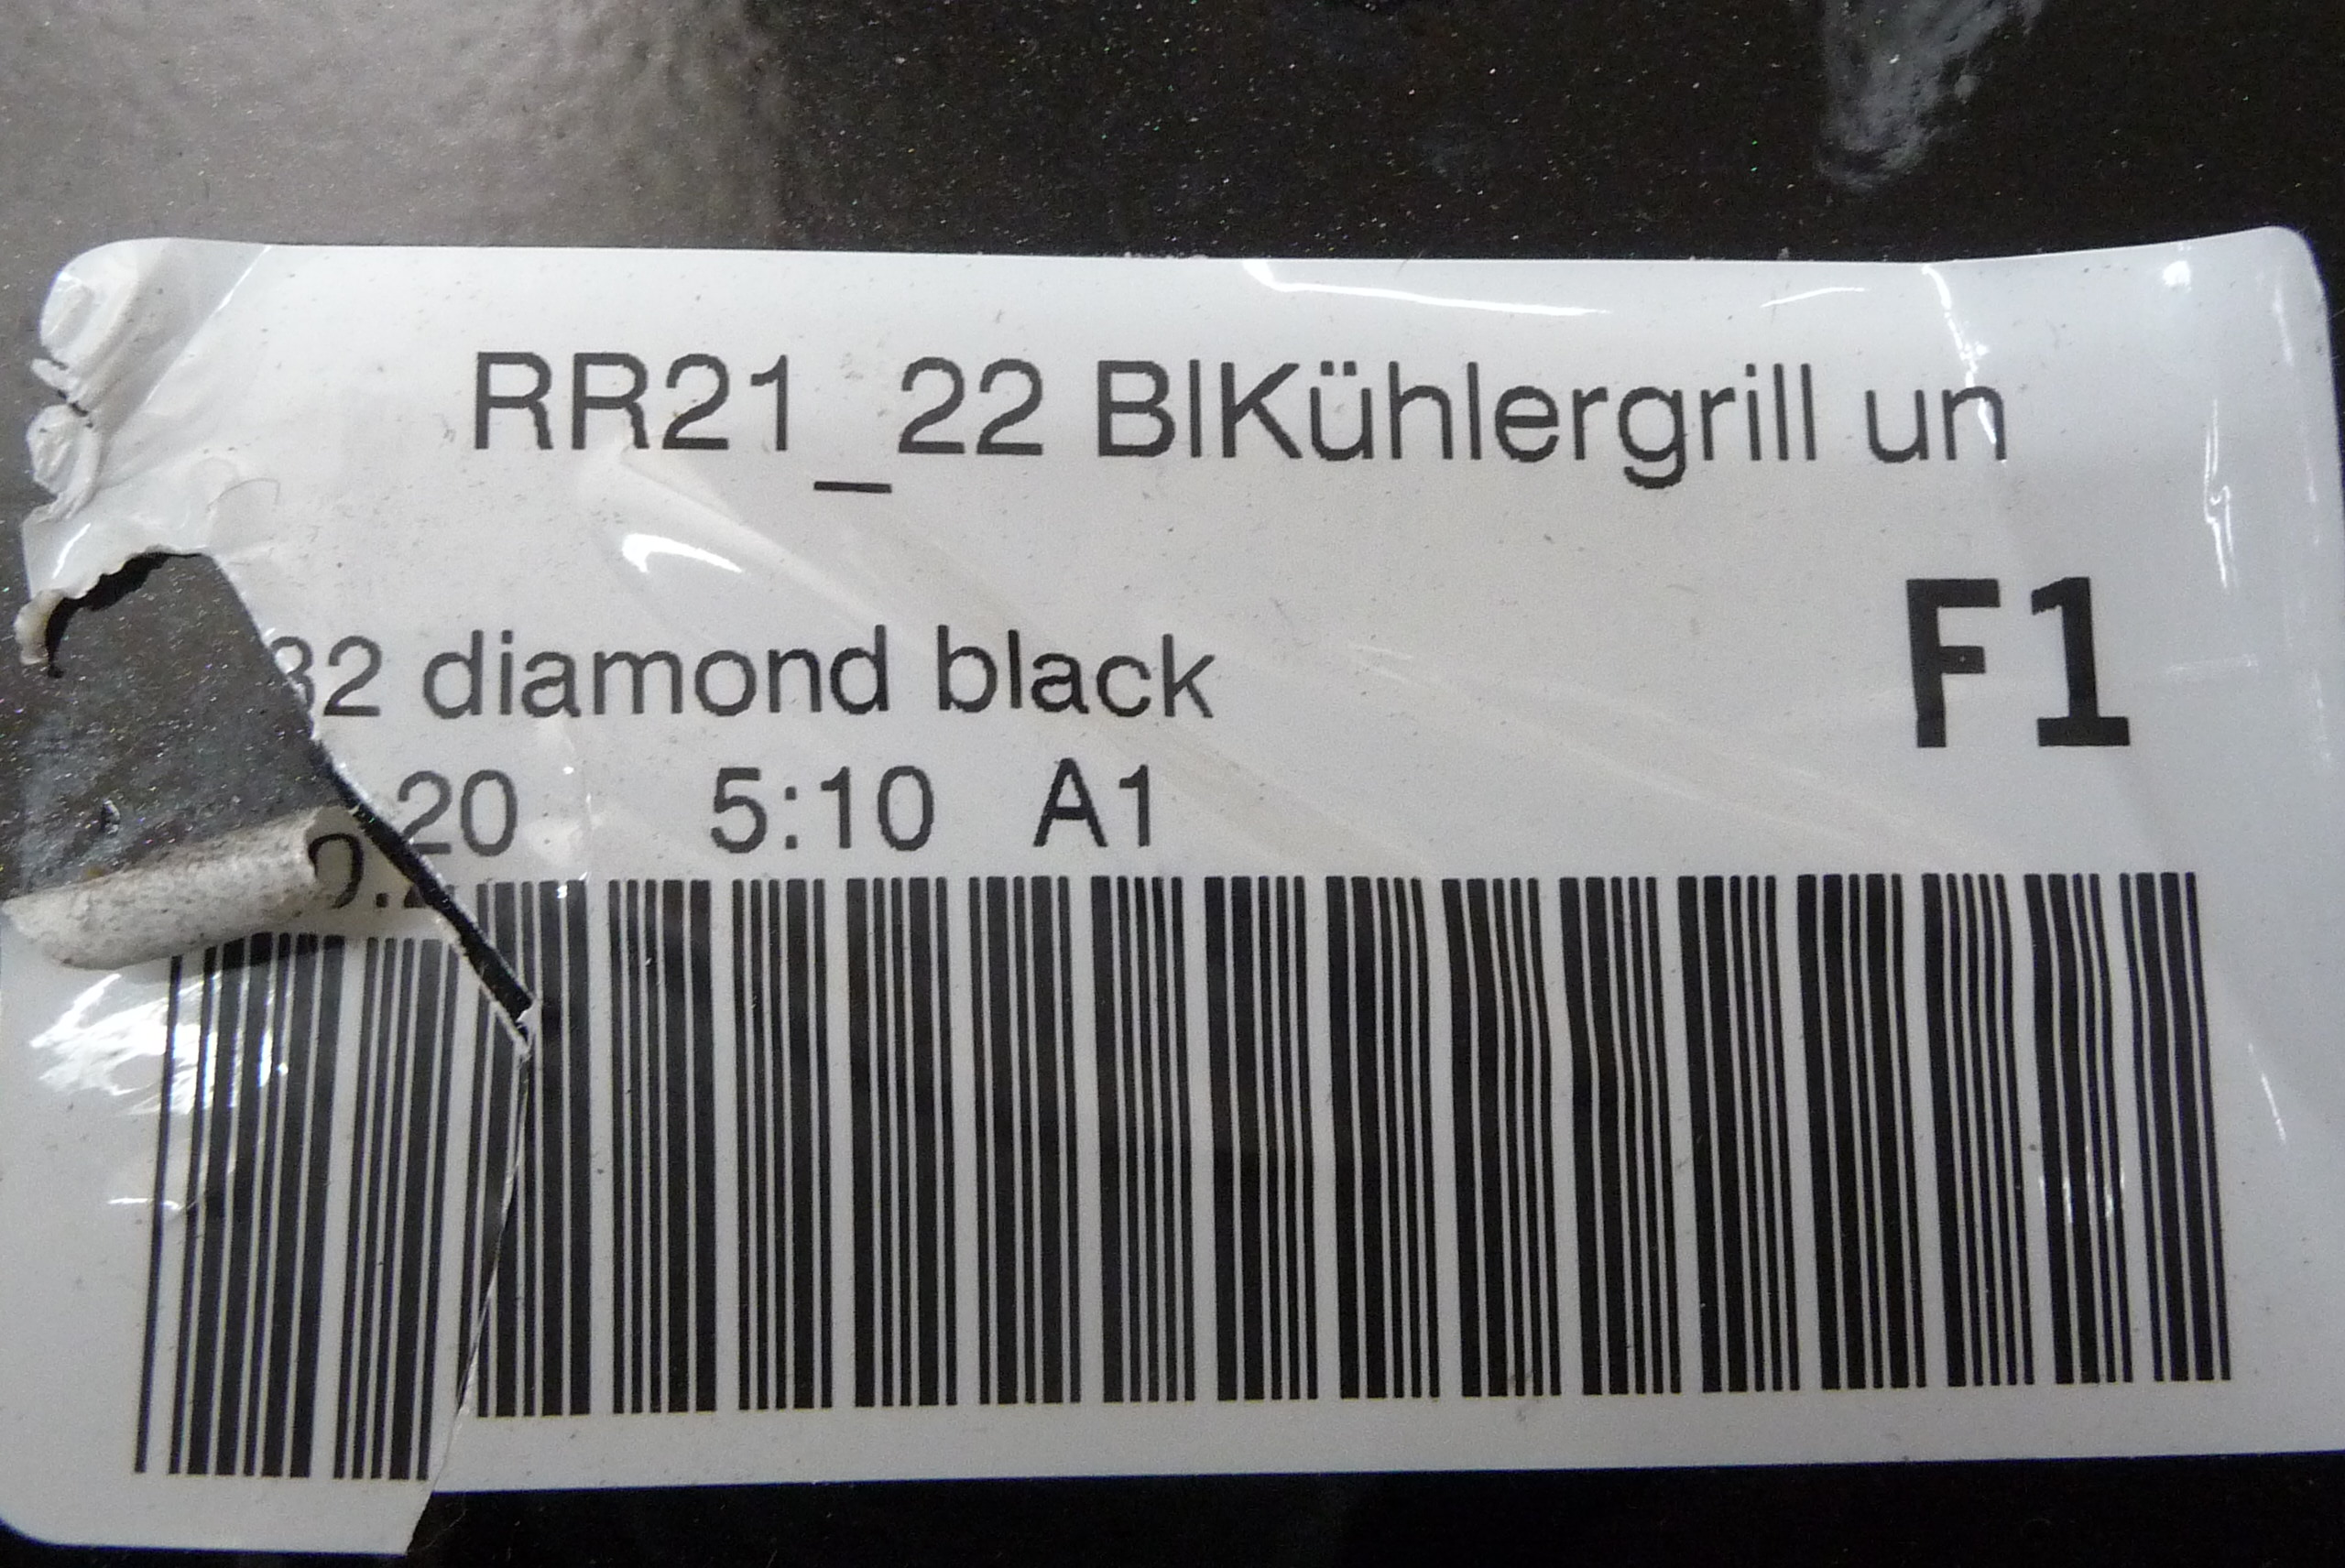 RR21_22 BlKühlergrill un
F1
32 diamond black
20 5:10 A1